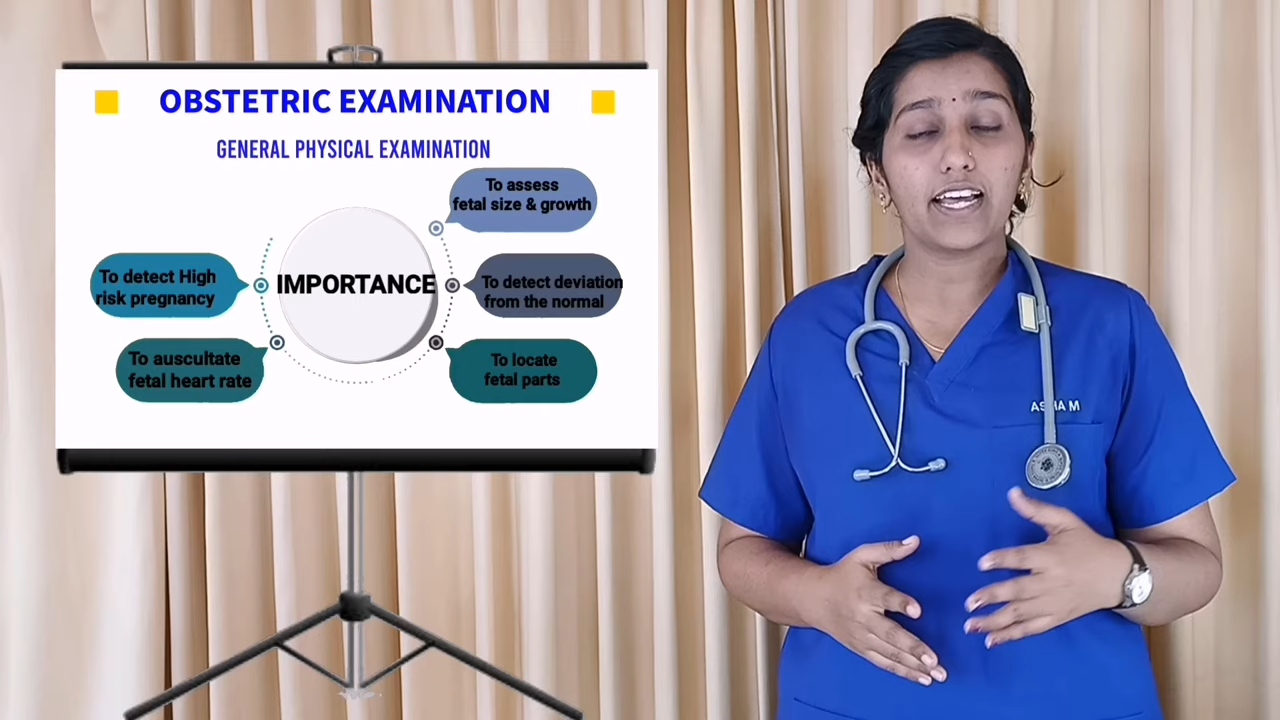 OBSTETRIC EXAMINATION
GENERAL PHYSICAL EXAMINATION
To assess
fetal size & growth
To detect High
risk pregnancy
IMPORTANCE
To detect deviation
from the normal
To auscultate
fetal heart rate
To locate
fetal parts
ASHA M